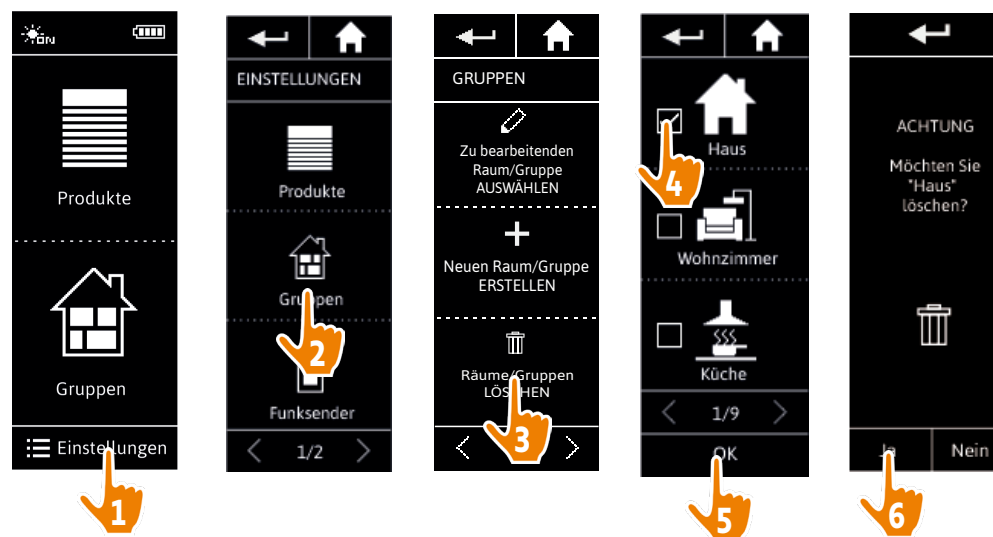 ON
Produkte
Gruppen
Einstellungen
1
EINSTELLUNGEN
Produkte
Gruppen
2
Funksender
1/2
GRUPPEN
Zu bearbeitenden
Raum/Gruppe
AUSWÄHLEN
Neuen Raum/Gruppe
ERSTELLEN
Räume/Gruppen
LÖSCHEN
3
Haus
4
Wohnzimmer
Küche
1/9
OK
5
ACHTUNG
Möchten Sie
"Haus"
löschen?
Ja
Nein
6